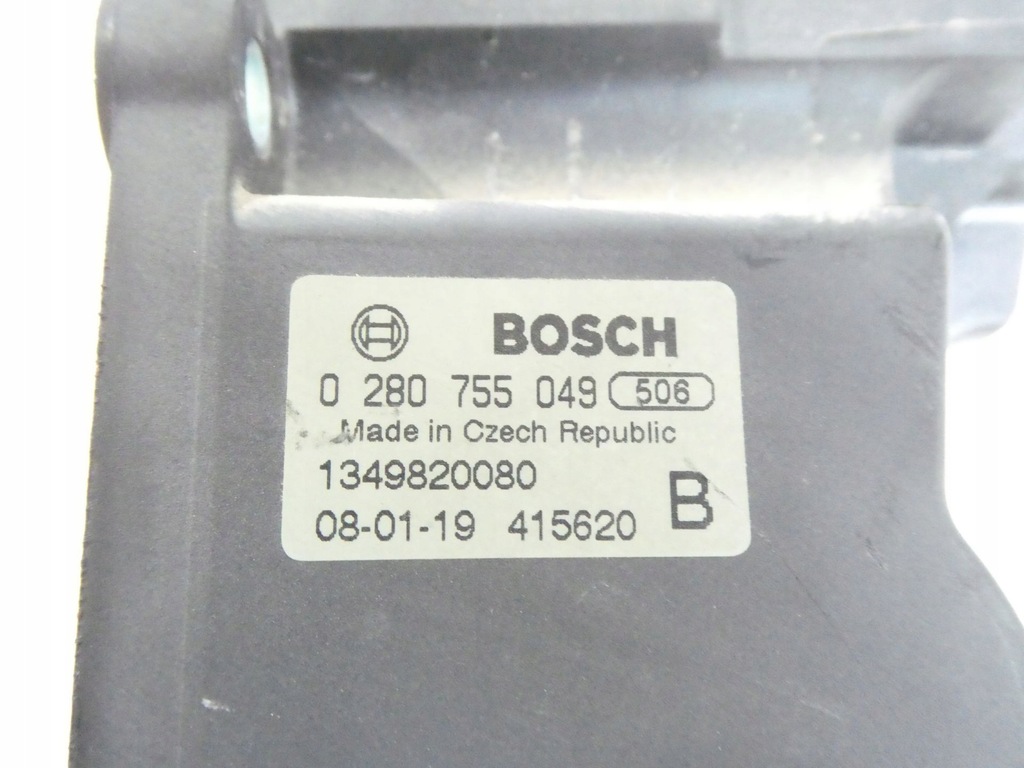 BOSCH
0 280 755 049 506
Made in Czech Republic
1349820080
B
08-01-19 415620